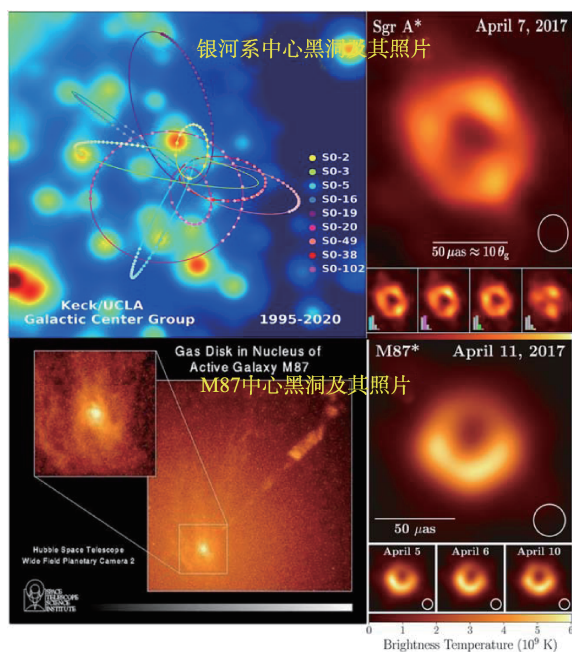 银河系中心黑洞及其照片
S0-2
S0-3
S0-5
S0-16
S0-19
S0-20
S0-49
S0-38
S0-102
Keck/UCLA
Galactic Center Group
1995-2020
Sgr A*
April 7, 2017
50 μas ≈ 10 θg
Gas Disk in Nucleus of
Active Galaxy M87
M87中心黑洞及其照片
Hubble Space Telescope
Wide Field Planetary Camera 2
SPACE
TELESCOPE
SCIENCE
INSTITUTE
M87*
April 11, 2017
50 μas
April 5
April 6
April 10
0 1 2 3 4 5 6
Brightness Temperature (10⁹ K)